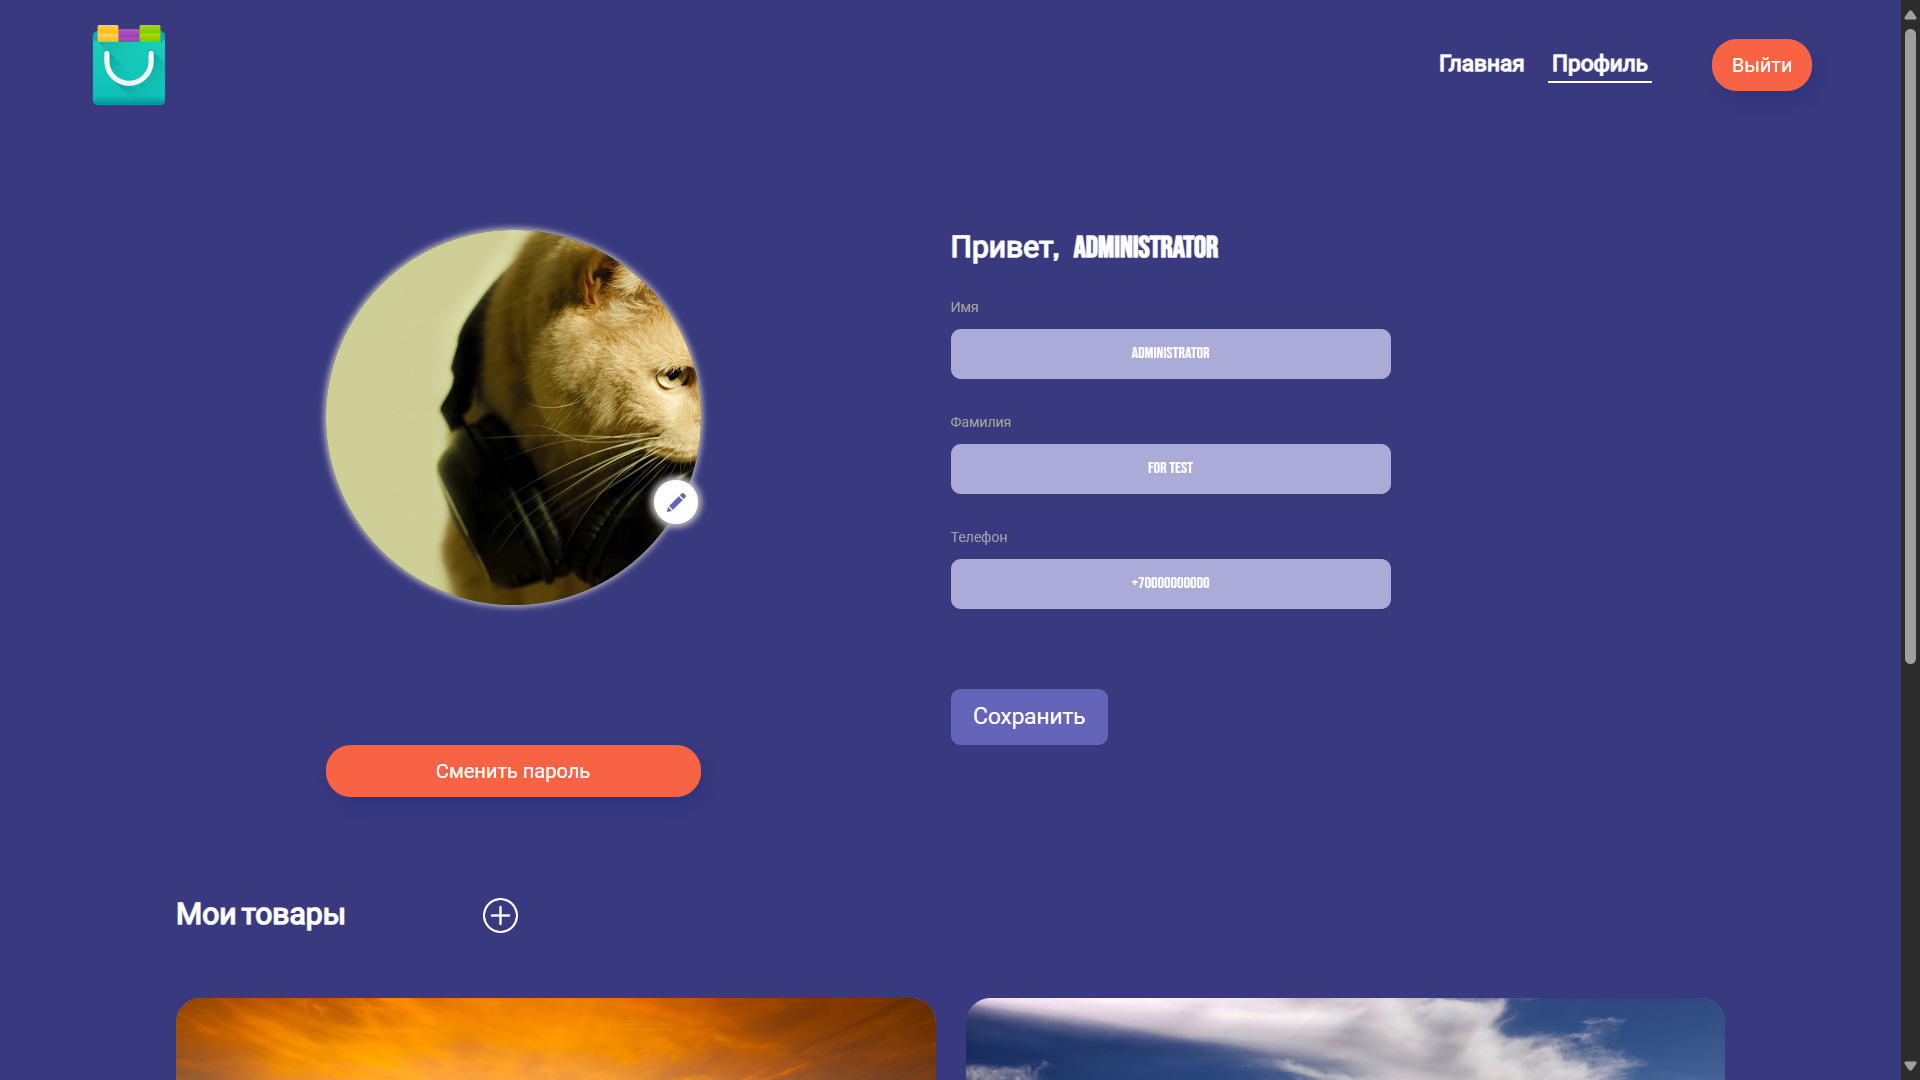 Главная
Профиль
Выйти
Привет, ADMINISTRATOR
Имя
ADMINISTRATOR
Фамилия
FOR TEST
Телефон
+70000000000
Сохранить
Сменить пароль
Мои товары